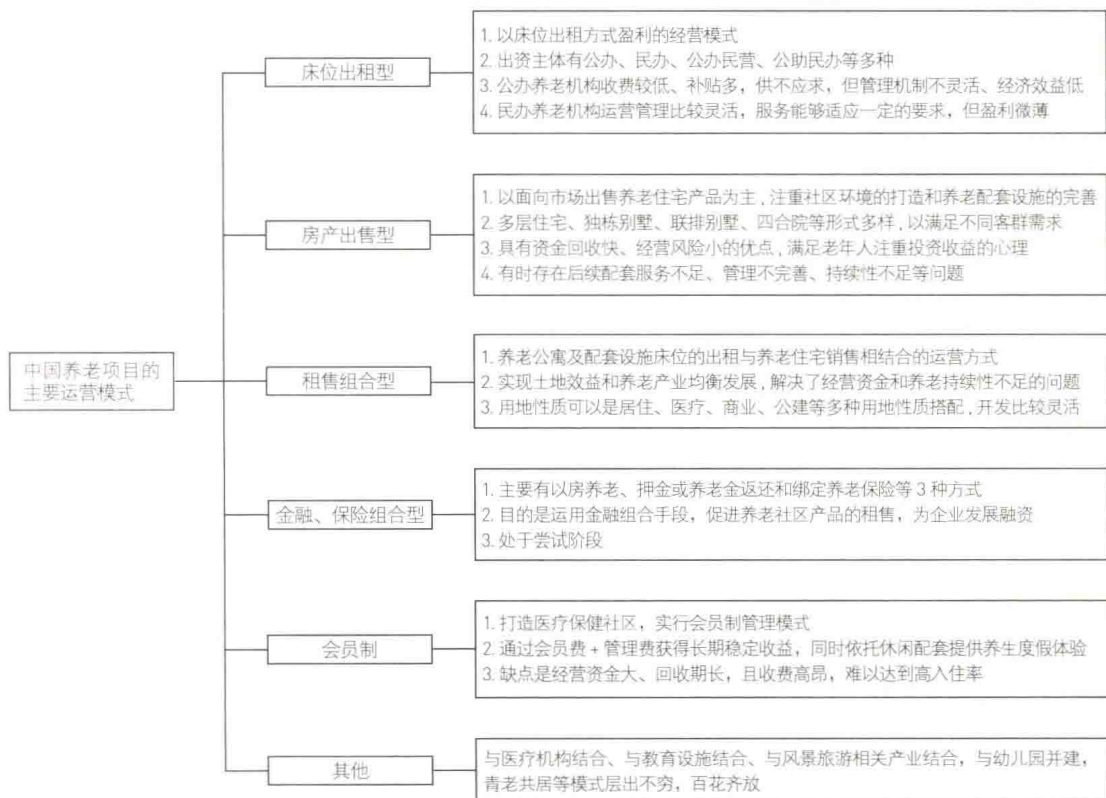 中国养老项目的
主要运营模式
床位出租型
1. 以床位出租方式盈利的经营模式
2. 出资主体有公办、民办、公办民营、公助民办等多种
3. 公办养老机构收费较低、补贴多，供不应求，但管理机制不灵活、经济效益低
4. 民办养老机构运营管理比较灵活，服务能够适应一定的要求，但盈利微薄
房产出售型
1. 以面向市场出售养老住宅产品为主，注重社区环境的打造和养老配套设施的完善
2. 多层住宅、独栋别墅、联排别墅、四合院等形式多样，以满足不同客群需求
3. 具有资金回收快、经营风险小的优点，满足老年人注重投资收益的心理
4. 有时存在后续配套服务不足、管理不完善、持续性不足等问题
租售组合型
1. 养老公寓及配套设施床位的出租与养老住宅销售相结合的运营方式
2. 实现土地效益和养老产业均衡发展，解决了经营资金和养老持续性不足的问题
3. 用地性质可以是居住、医疗、商业、公建等多种用地性质搭配，开发比较灵活
金融、保险组合型
1. 主要有以房养老、押金或养老金返还和绑定养老保险等 3 种方式
2. 目的是运用金融组合手段，促进养老社区产品的租售，为企业发展融资
3. 处于尝试阶段
会员制
1. 打造医疗保健社区，实行会员制管理模式
2. 通过会员费 + 管理费获得长期稳定收益，同时依托休闲配套提供养生度假体验
3. 缺点是经营资金大、回收期长，且收费高昂，难以达到高入住率
其他
与医疗机构结合、与教育设施结合、与风景旅游相关产业结合，与幼儿园并建，
青老共居等模式层出不穷，百花齐放